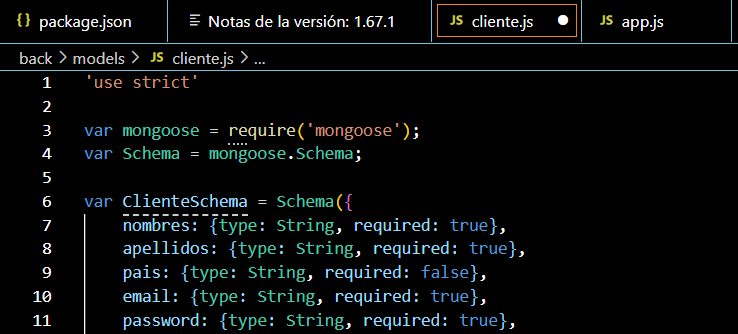 {} package.json
Notas de la versión: 1.67.1
JS cliente.js
JS app.js
back > models > JS cliente.js > ...
1 'use strict'
2
3 var mongoose = require('mongoose');
4 var Schema = mongoose.Schema;
5
6 var ClienteSchema = Schema({
7 nombres: {type: String, required: true},
8 apellidos: {type: String, required: true},
9 pais: {type: String, required: false},
10 email: {type: String, required: true},
11 password: {type: String, required: true},